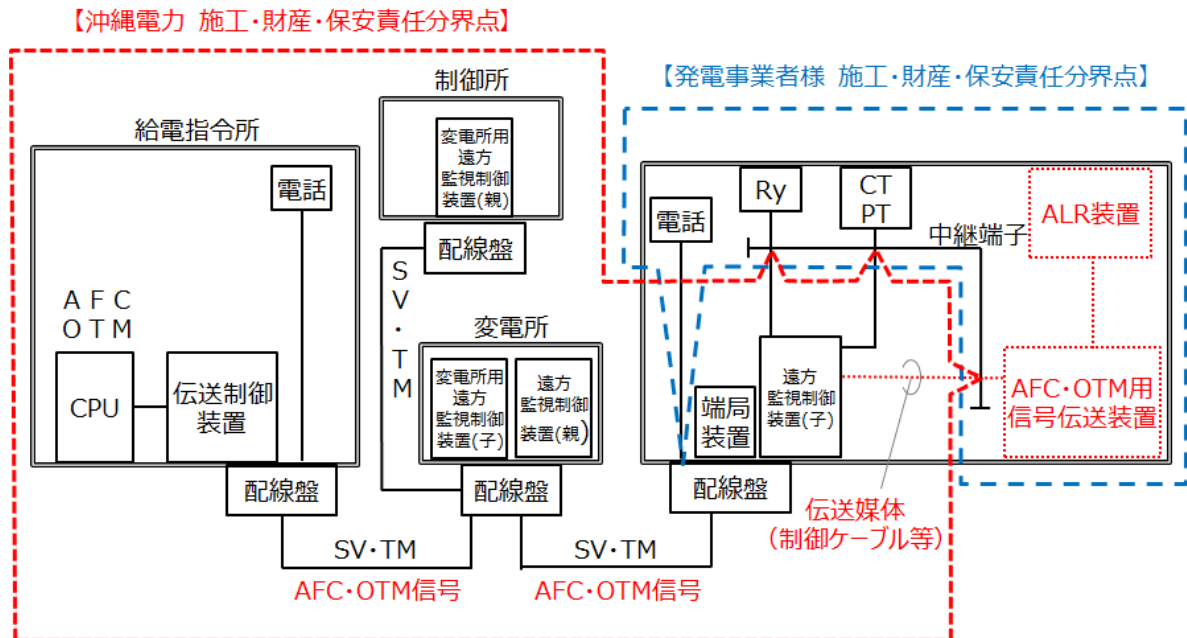 【沖縄電力 施工・財産・保安責任分界点】
【発電事業者様 施工・財産・保安責任分界点】
制御所
変電所用
遠方
監視制御
装置(親)
配線盤
給電指令所
電話
AFC
OTM
CPU
伝送制御
装置
配線盤
SV・TM
変電所
変電所用
遠方
監視制御
装置(子)
遠方
監視制御
装置(親)
配線盤
SV・TM
AFC・OTM信号
SV・TM
AFC・OTM信号
電話
Ry
CT
PT
中継端子
ALR装置
端局
装置
遠方
監視制御
装置(子)
AFC・OTM用
信号伝送装置
配線盤
伝送媒体
（制御ケーブル等）